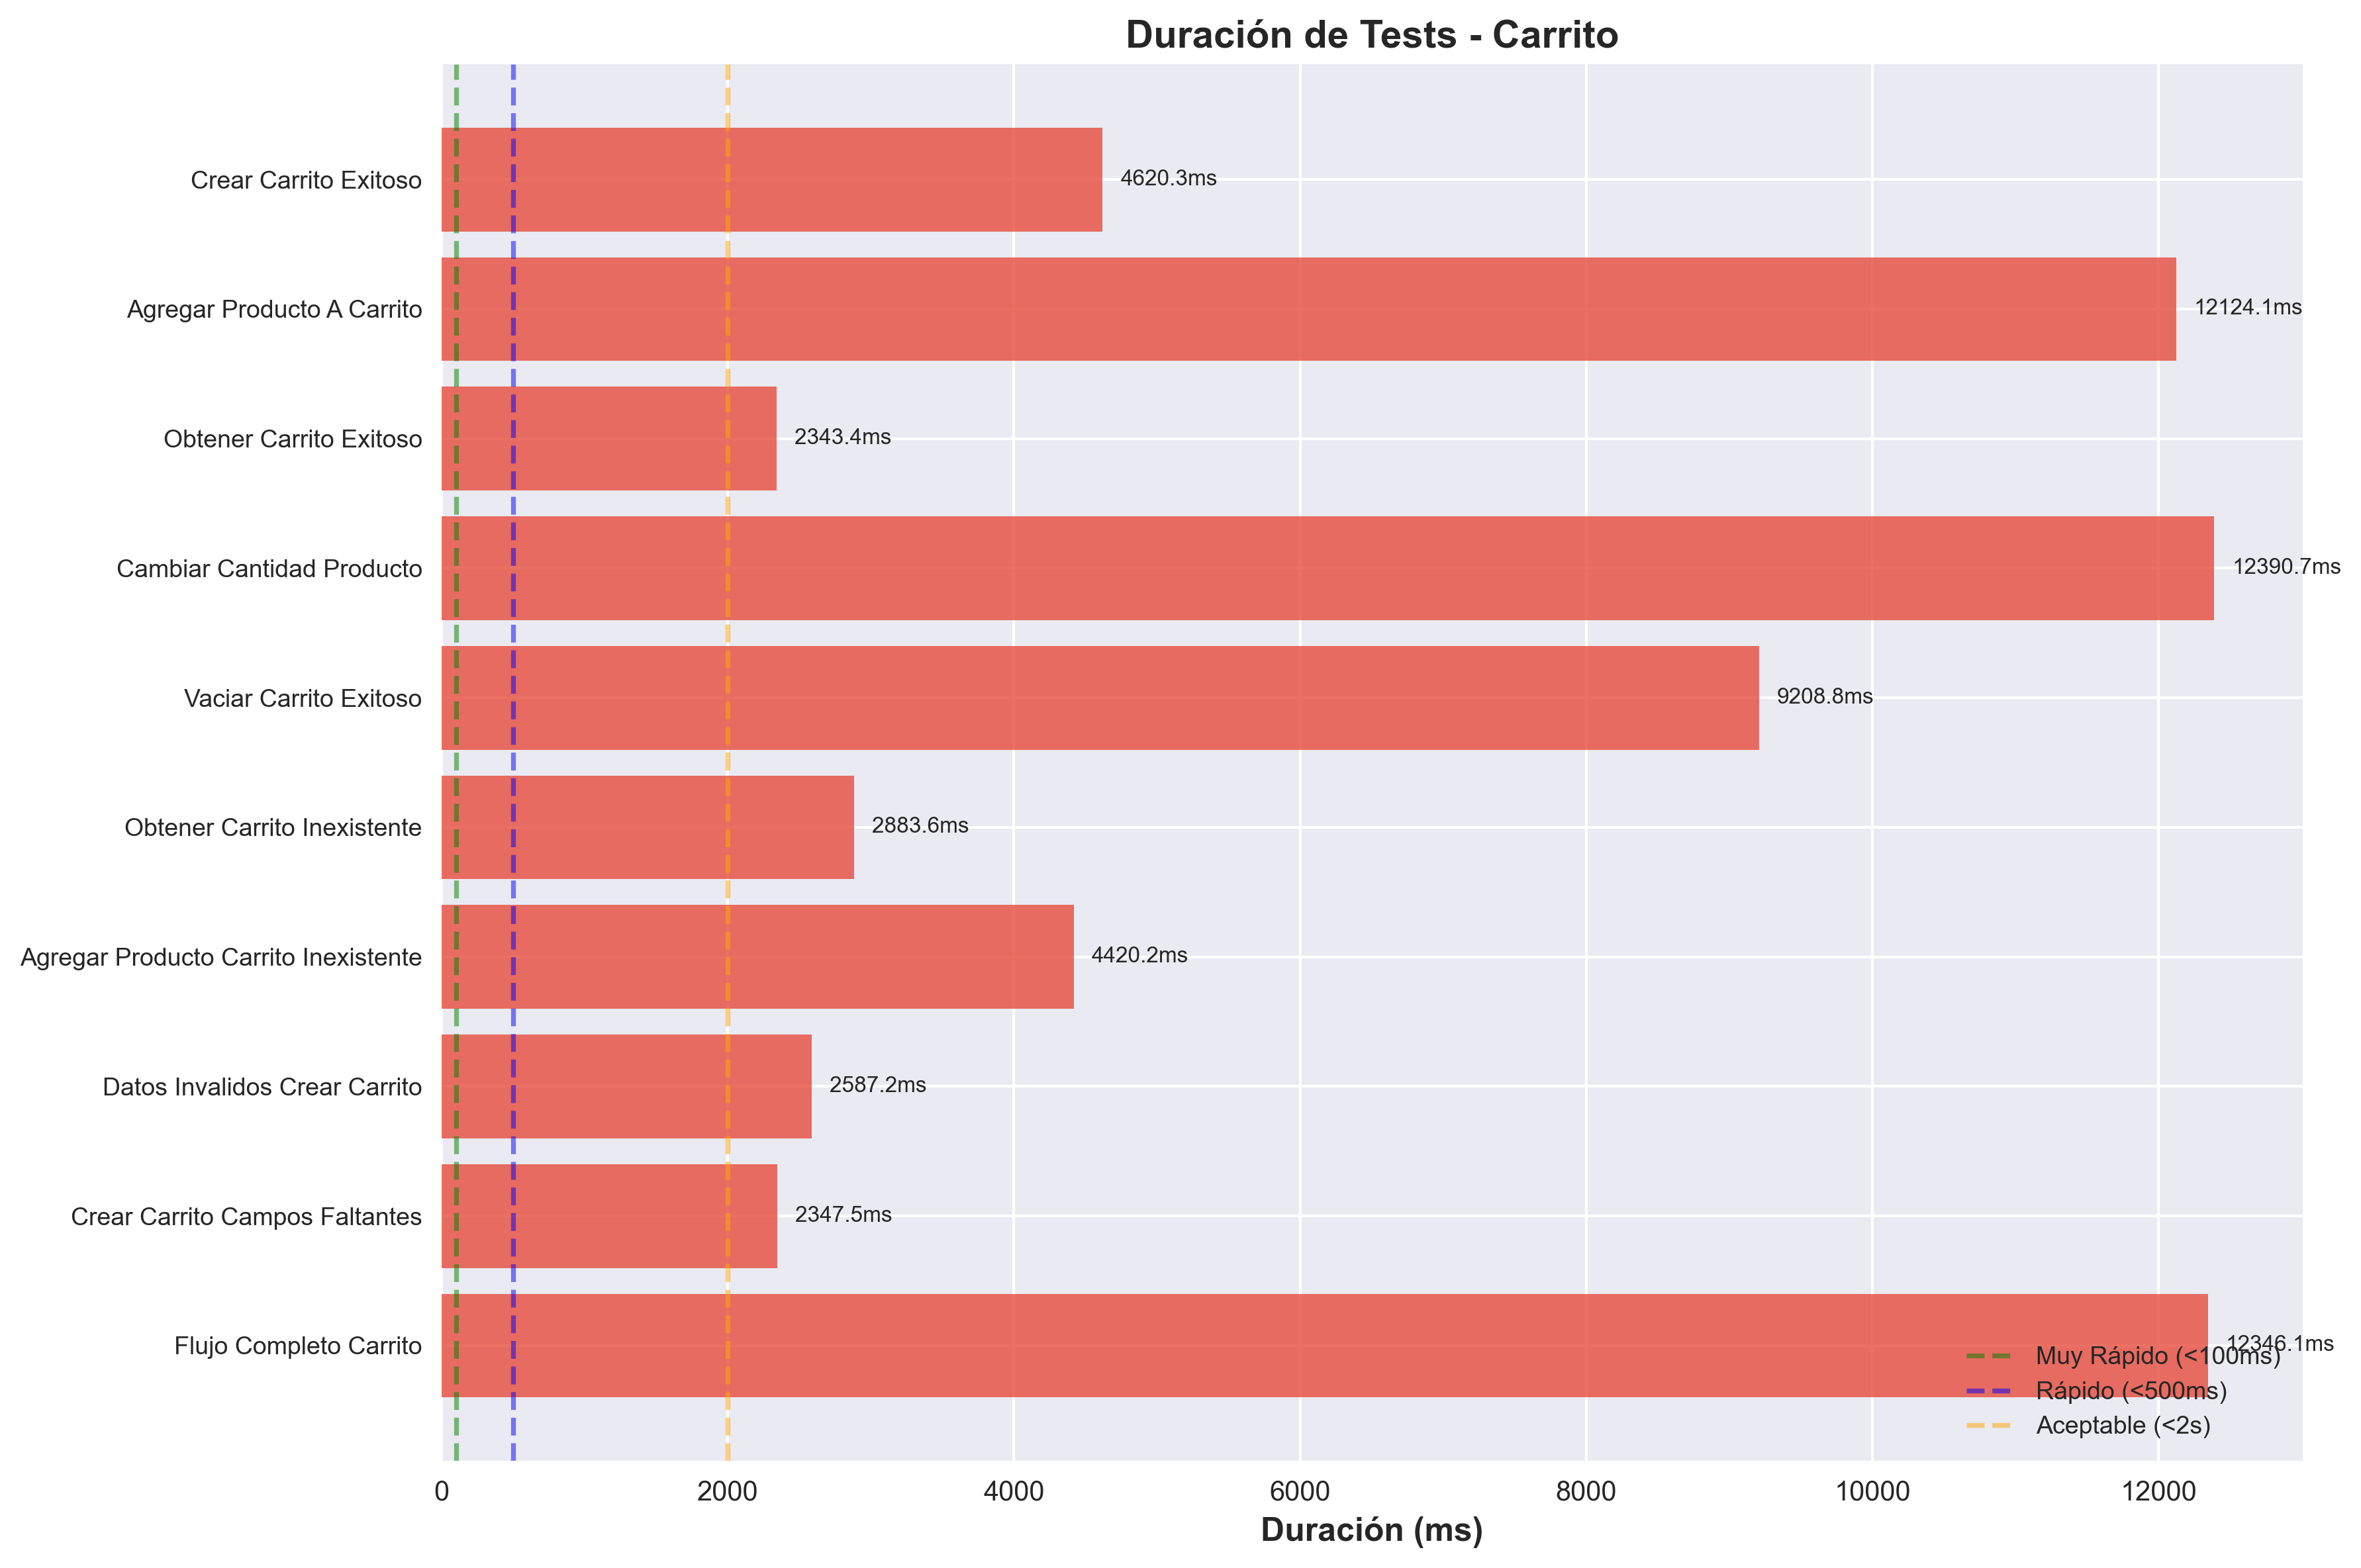 Duración de Tests - Carrito
Crear Carrito Exitoso
4620.3ms
Agregar Producto A Carrito
12124.1ms
Obtener Carrito Exitoso
2343.4ms
Cambiar Cantidad Producto
12390.7ms
Vaciar Carrito Exitoso
9208.8ms
Obtener Carrito Inexistente
2883.6ms
Agregar Producto Carrito Inexistente
4420.2ms
Datos Invalidos Crear Carrito
2587.2ms
Crear Carrito Campos Faltantes
2347.5ms
Flujo Completo Carrito
12346.1ms
Muy Rápido (<100ms)
Rápido (<500ms)
Aceptable (<2s)
0 2000 4000 6000 8000 10000 12000
Duración (ms)